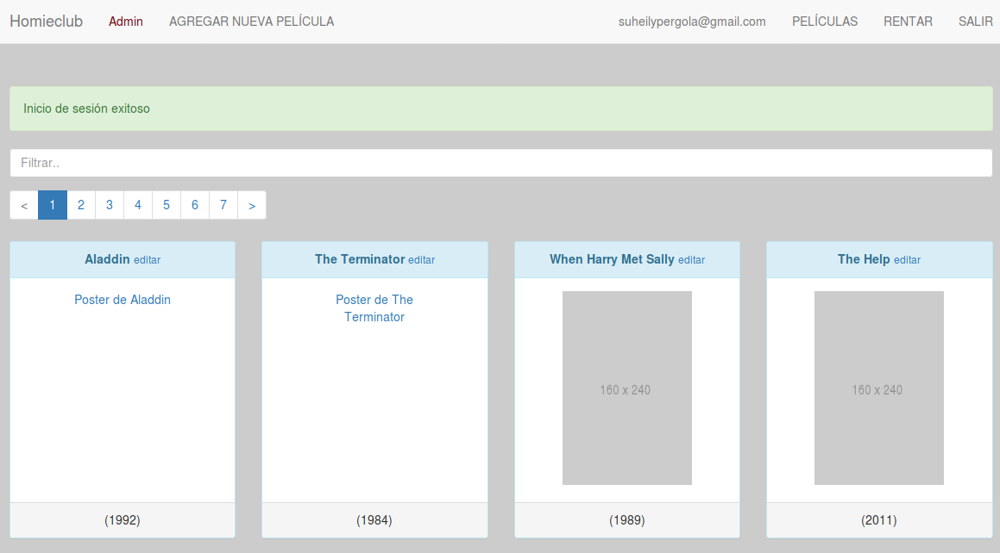 Homieclub Admin AGREGAR NUEVA PELÍCULA suheilypergola@gmail.com PELÍCULAS RENTAR SALIR
Inicio de sesión exitoso
Filtrar..
< 1 2 3 4 5 6 7 >
Aladdin editar
Poster de Aladdin
(1992)
The Terminator editar
Poster de The
Terminator
(1984)
When Harry Met Sally editar
160 x 240
(1989)
The Help editar
160 x 240
(2011)